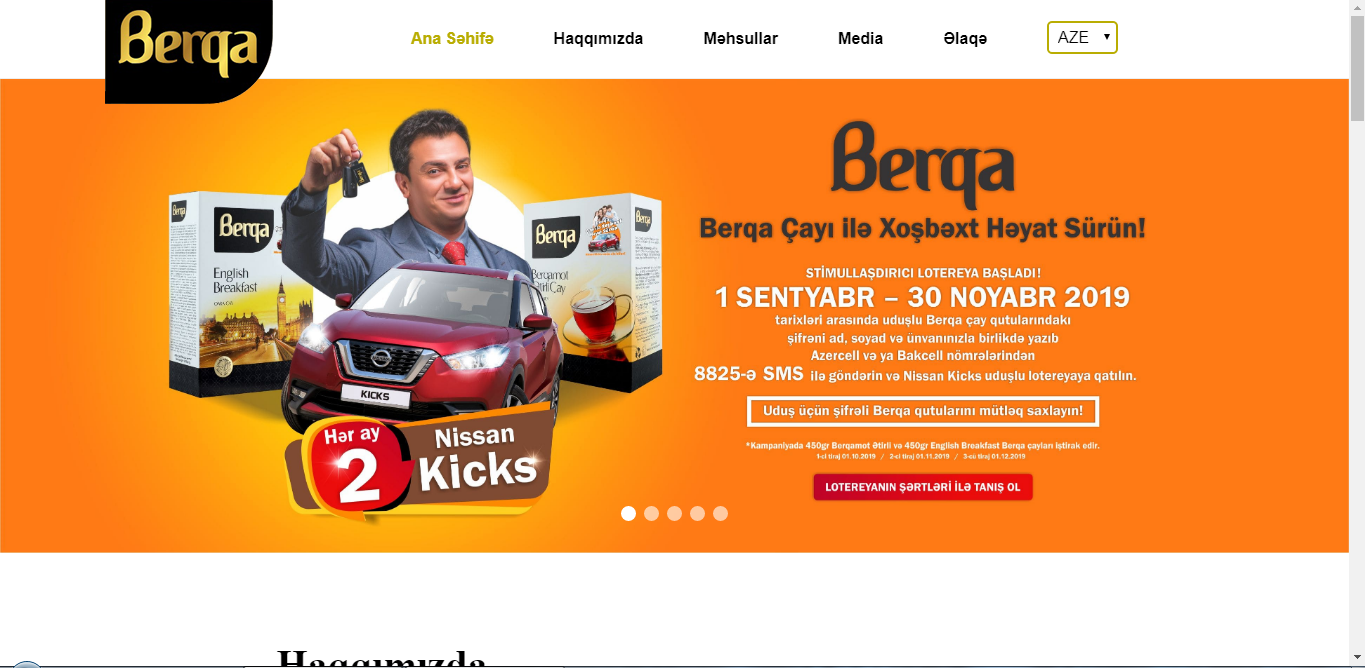 Berqa
Ana Səhifə
Haqqımızda
Məhsullar
Media
Əlaqə
AZE
Berqa
Berqa
English
Breakfast
Berqa
Berqamot
Ətirli Çay
Berqa
KICKS
Hər ay
2
Nissan
Kicks
Berqa
Berqa Çayı ilə Xoşbəxt Həyat Sürün!
STİMULLAŞDIRICI LOTEREYA BAŞLADI!
1 SENTYABR – 30 NOYABR 2019
tarixləri arasında uduşlu Berqa çay qutularındakı
şifrəni ad, soyad və ünvanınızla birlikdə yazıb
Azercell və ya Bakcell nömrələrindən
8825-ə SMS ilə göndərin və Nissan Kicks uduşlu lotereyaya qatılın.
Uduş üçün şifrəli Berqa qutularını mütləq saxlayın!
*Kampaniyada 450gr Berqamot Ətirli və 450gr English Breakfast Berqa çayları iştirak edir.
1-ci tiraj 01.10.2019 / 2-ci tiraj 01.11.2019 / 3-cü tiraj 01.12.2019
LOTEREYANIN ŞƏRTLƏRİ İLƏ TANIŞ OL
Haqqımızda